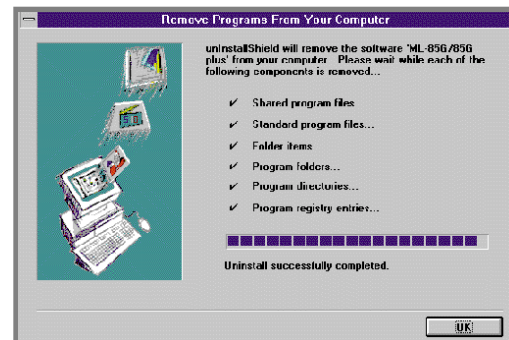 Remove Programs From Your Computer
unInstallShield will remove the software 'ML-85G/85G
plus' from your computer. Please wait while each of the
following components is removed...
✔ Shared program files
✔ Standard program files...
✔ Folder items
✔ Program folders...
✔ Program directories...
✔ Program registry entries...
Uninstall successfully completed.
OK